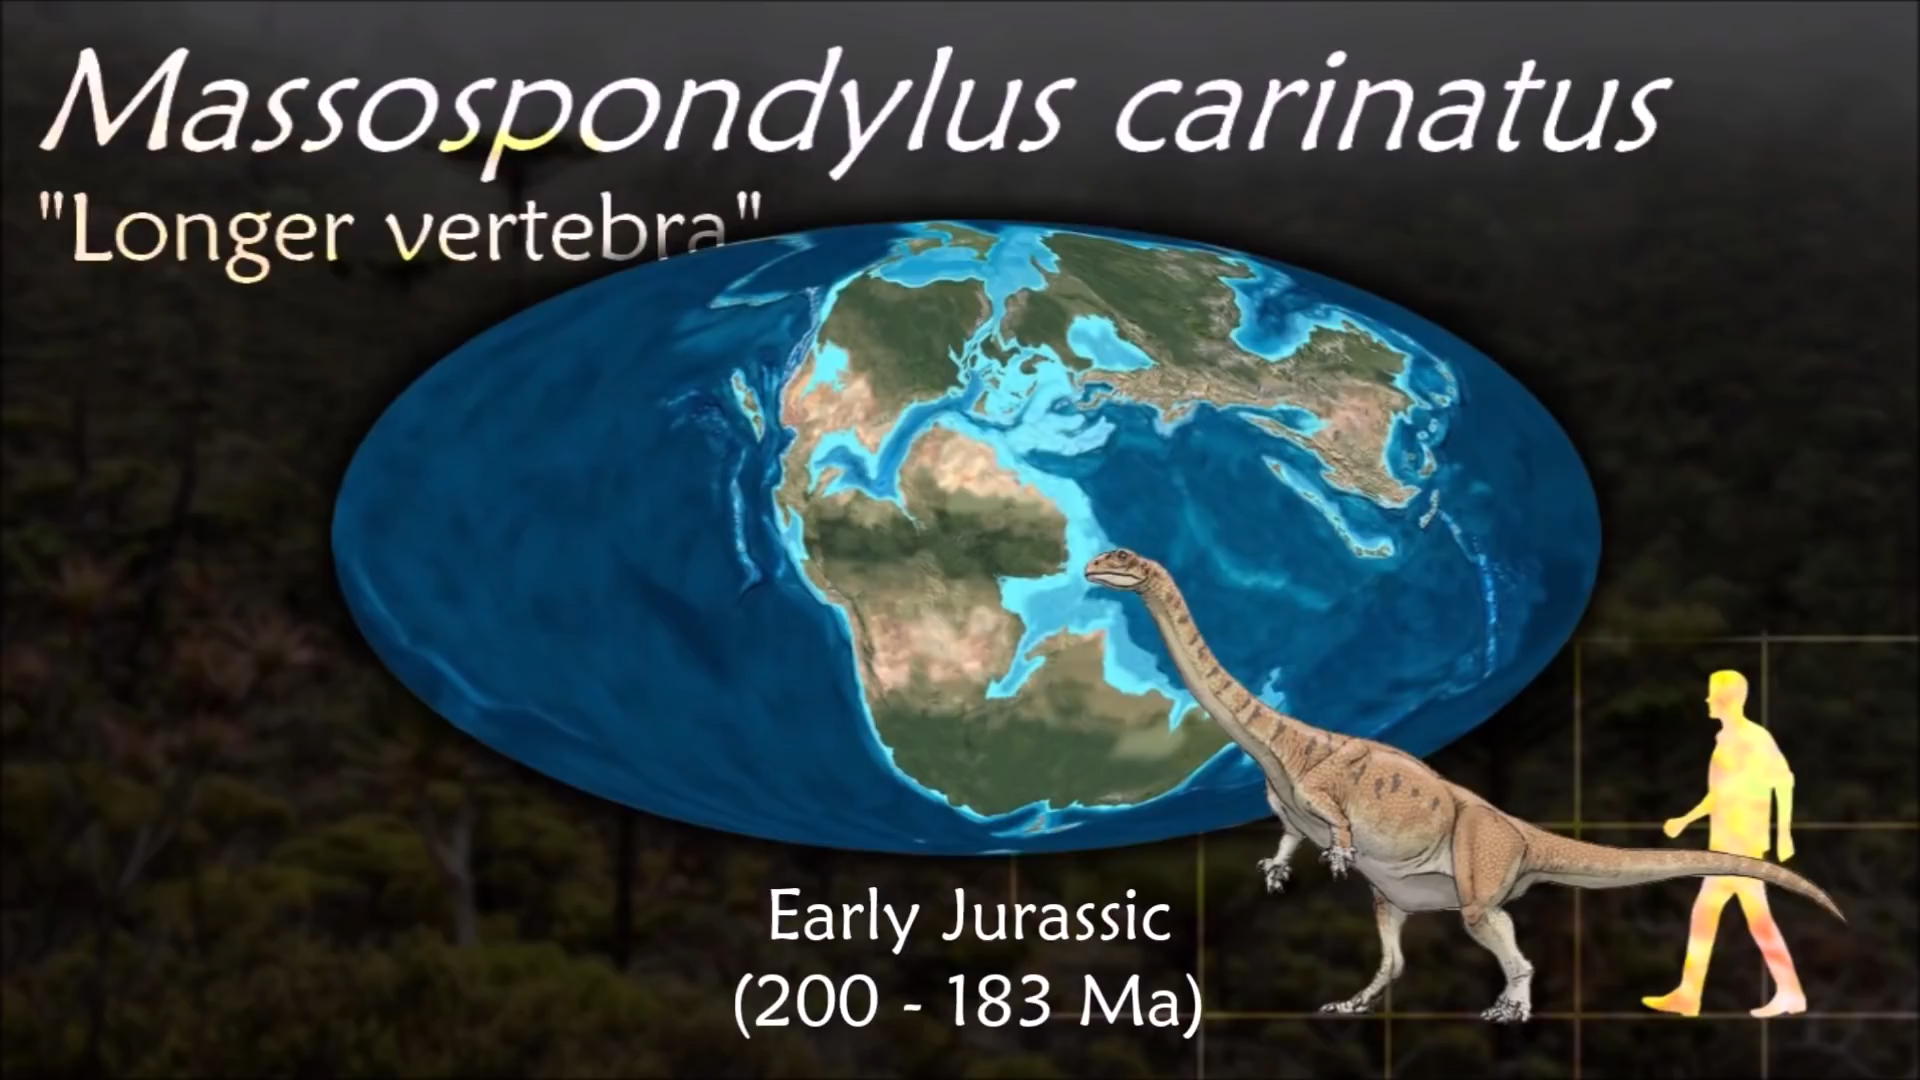 Massospondylus carinatus
"Longer vertebra"
Early Jurassic
(200 - 183 Ma)